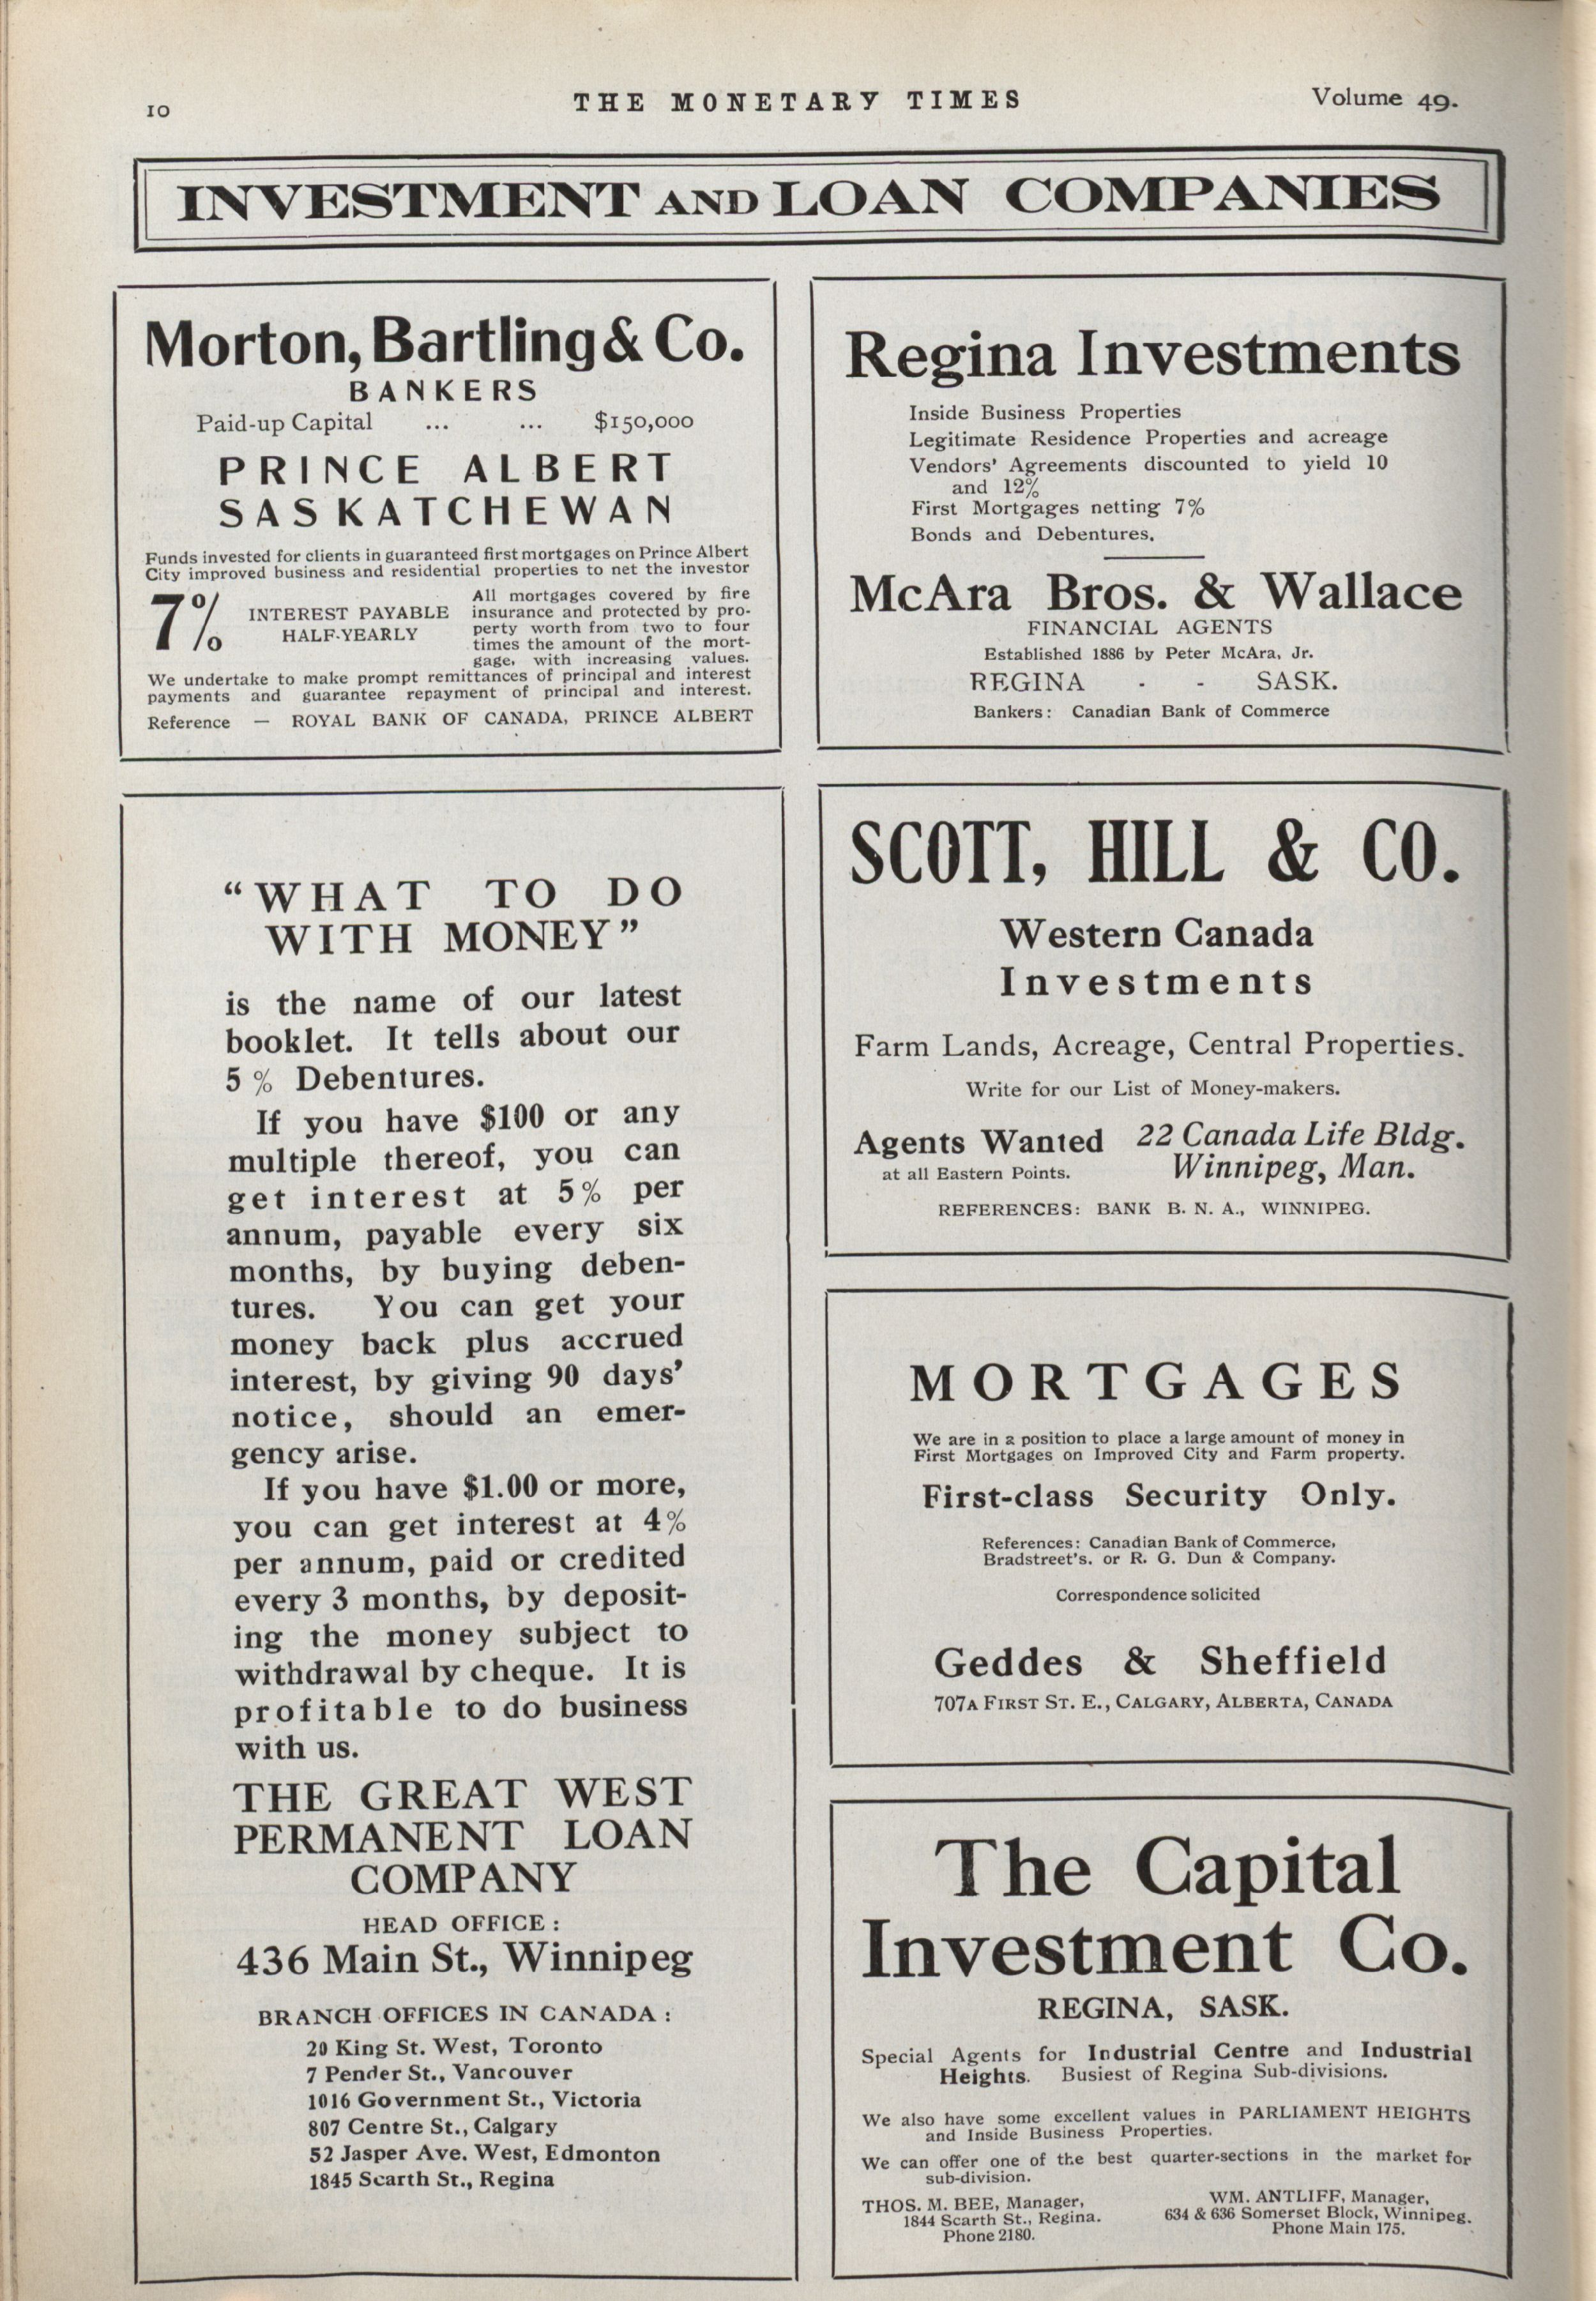 10
THE MONETARY TIMES
Volume 49.
INVESTMENT AND LOAN COMPANIES
Morton, Bartling & Co.
BANKERS
Paid-up Capital ... ... $150,000
PRINCE ALBERT
SASKATCHEWAN
Funds invested for clients in guaranteed first mortgages on Prince Albert
City improved business and residential properties to net the investor
7% INTEREST PAYABLE
HALF-YEARLY
All mortgages covered by fire
insurance and protected by pro-
perty worth from two to four
times the amount of the mort-
gage, with increasing values.
We undertake to make prompt remittances of principal and interest
payments and guarantee repayment of principal and interest.
Reference — ROYAL BANK OF CANADA, PRINCE ALBERT
"WHAT TO DO
WITH MONEY"
is the name of our latest
booklet. It tells about our
5% Debentures.
If you have $100 or any
multiple thereof, you can
get interest at 5% per
annum, payable every six
months, by buying deben-
tures. You can get your
money back plus accrued
interest, by giving 90 days'
notice, should an emer-
gency arise.
If you have $1.00 or more,
you can get interest at 4%
per annum, paid or credited
every 3 months, by deposit-
ing the money subject to
withdrawal by cheque. It is
profitable to do business
with us.
THE GREAT WEST
PERMANENT LOAN
COMPANY
HEAD OFFICE:
436 Main St., Winnipeg
BRANCH OFFICES IN CANADA:
20 King St. West, Toronto
7 Pender St., Vancouver
1016 Government St., Victoria
807 Centre St., Calgary
52 Jasper Ave. West, Edmonton
1845 Scarth St., Regina
Regina Investments
Inside Business Properties
Legitimate Residence Properties and acreage
Vendors' Agreements discounted to yield 10
and 12%
First Mortgages netting 7%
Bonds and Debentures.
McAra Bros. & Wallace
FINANCIAL AGENTS
Established 1886 by Peter McAra, Jr.
REGINA - - SASK.
Bankers: Canadian Bank of Commerce
SCOTT, HILL & CO.
Western Canada
Investments
Farm Lands, Acreage, Central Properties.
Write for our List of Money-makers.
Agents Wanted
at all Eastern Points.
22 Canada Life Bldg.
Winnipeg, Man.
REFERENCES: BANK B. N. A., WINNIPEG.
MORTGAGES
We are in a position to place a large amount of money in
First Mortgages on Improved City and Farm property.
First-class Security Only.
References: Canadian Bank of Commerce,
Bradstreet's. or R. G. Dun & Company.
Correspondence solicited
Geddes & Sheffield
707A FIRST ST. E., CALGARY, ALBERTA, CANADA
The Capital
Investment Co.
REGINA, SASK.
Special Agents for Industrial Centre and Industrial
Heights. Busiest of Regina Sub-divisions.
We also have some excellent values in PARLIAMENT HEIGHTS
and Inside Business Properties.
We can offer one of the best quarter-sections in the market for
sub-division.
THOS. M. BEE, Manager,
1844 Scarth St., Regina.
Phone 2180.
WM. ANTLIFF, Manager,
634 & 636 Somerset Block, Winnipeg.
Phone Main 175.